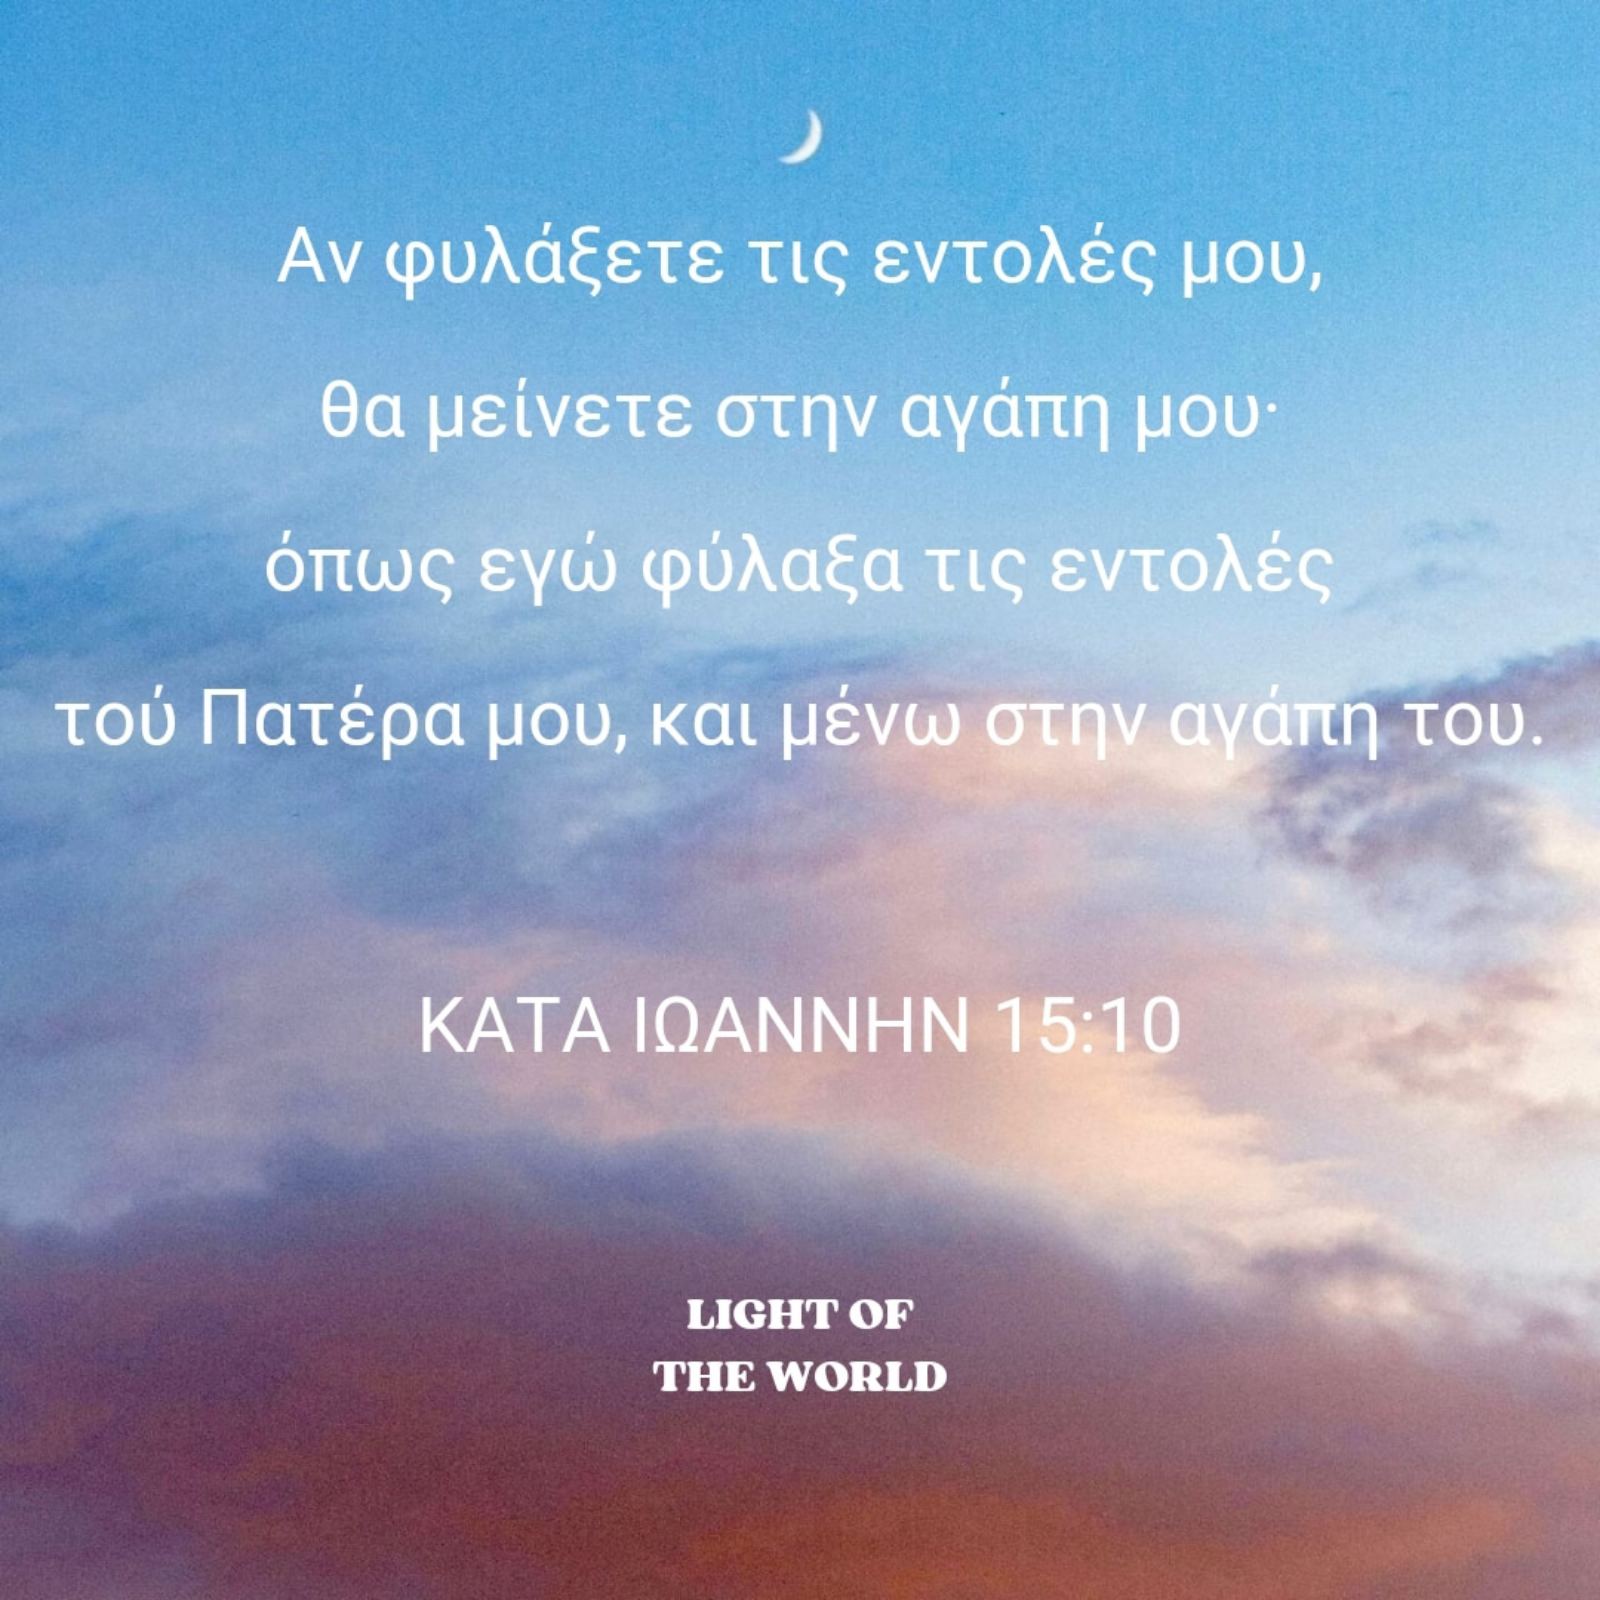 Αν φυλάξετε τις εντολές μου,
θα μείνετε στην αγάπη μου·
όπως εγώ φύλαξα τις εντολές
τού Πατέρα μου, και μένω στην αγάπη του.
ΚΑΤΑ ΙΩΑΝΝΗΝ 15:10
LIGHT OF
THE WORLD